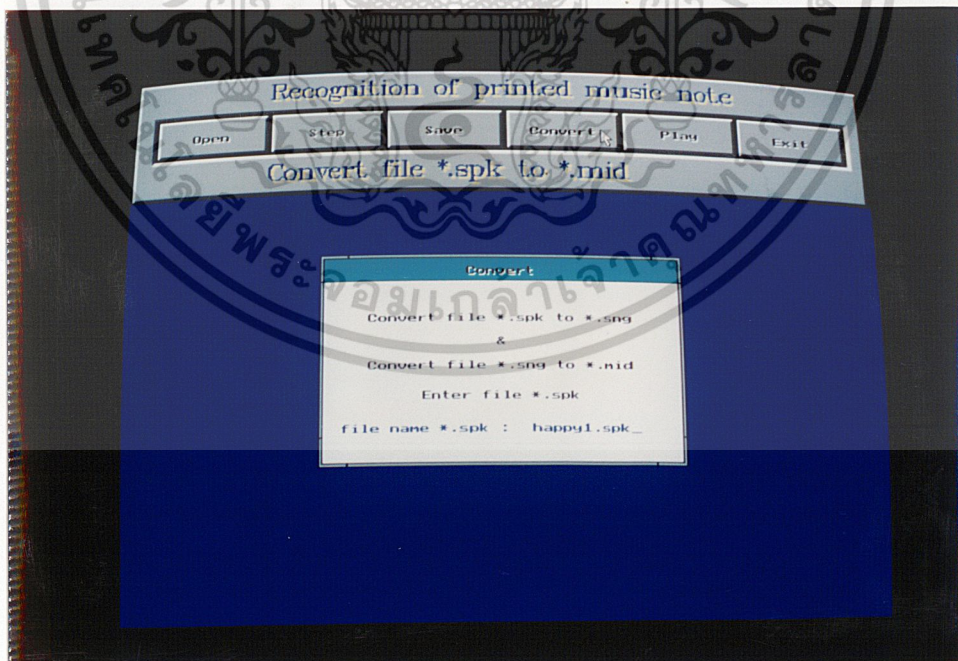 Recognition of printed music note
Open Step Save Convert Play Exit
Convert file *.spk to *.mid
Convert
Convert file *.spk to *.sng
&
Convert file *.sng to *.mid
Enter file *.spk
file name *.spk : happy1.spk_